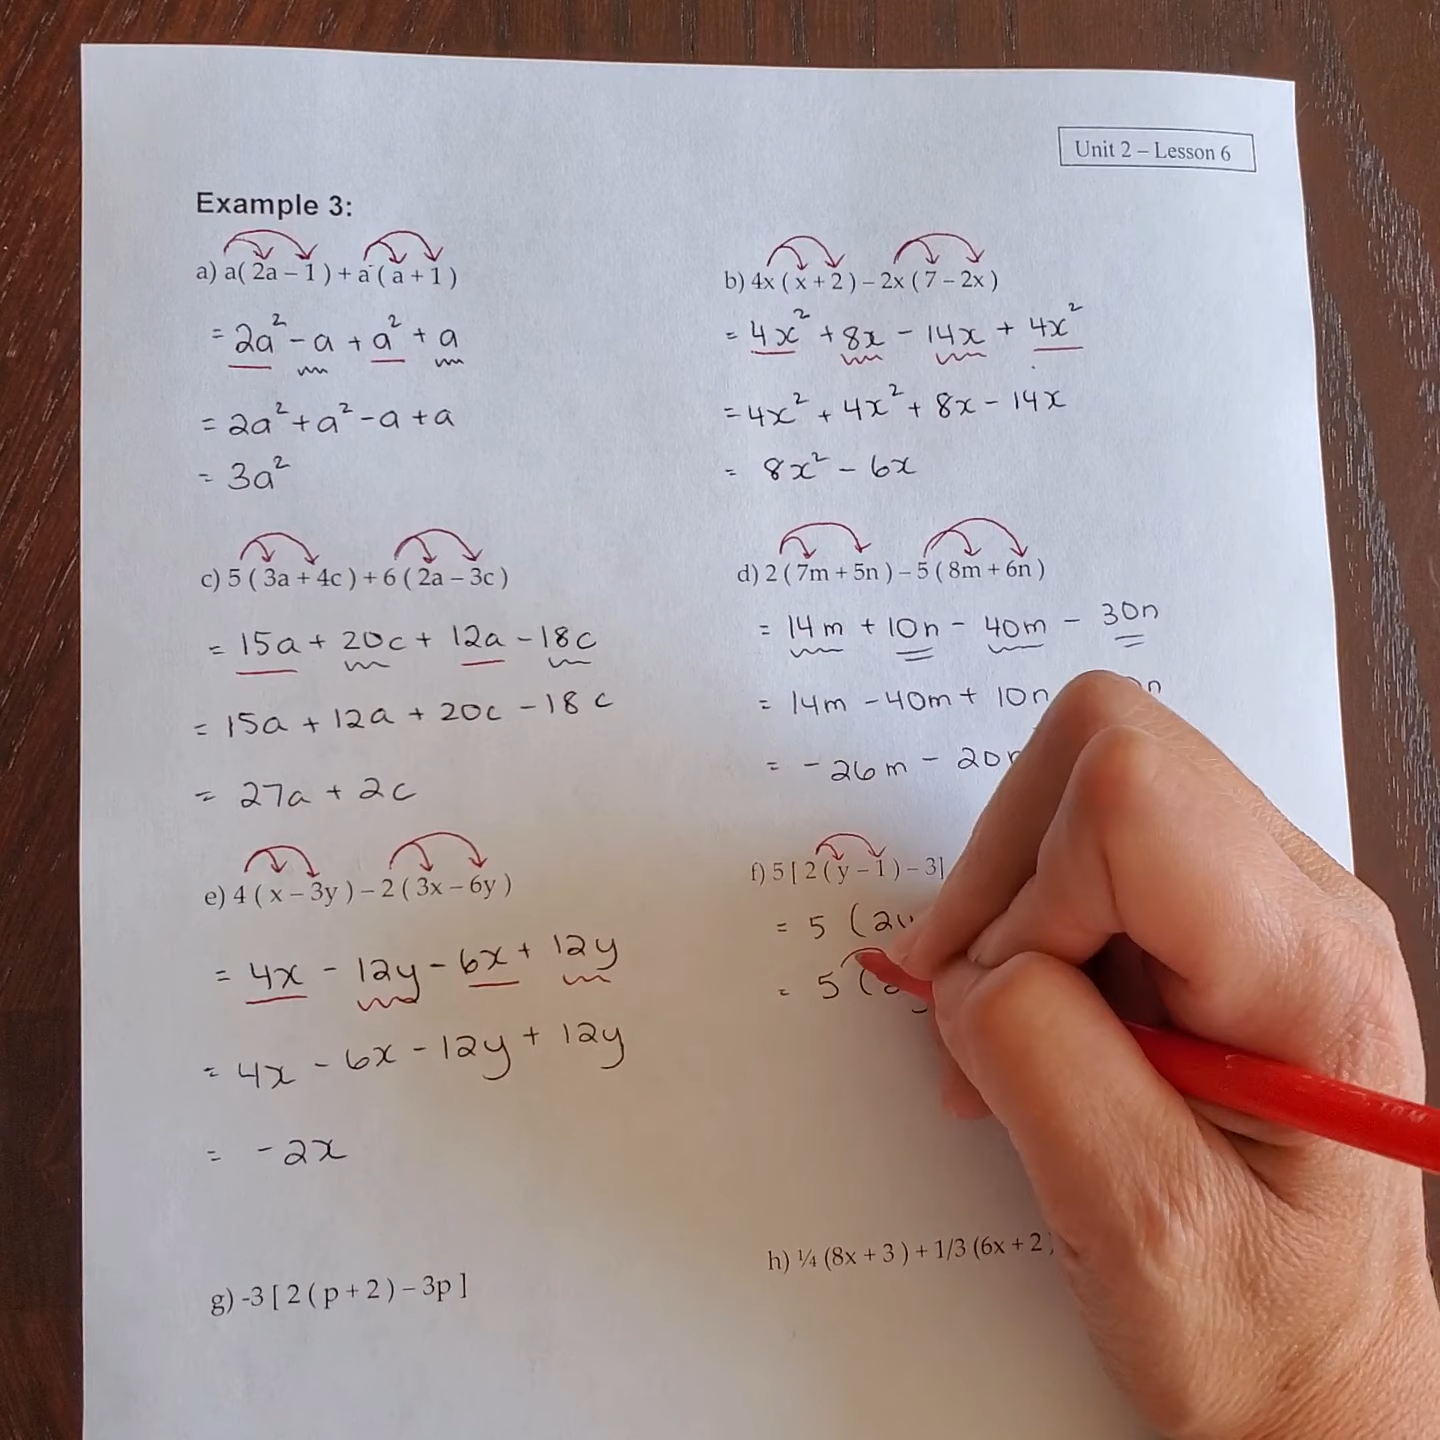 Unit 2 – Lesson 6
Example 3:
a) a( 2a – 1 ) + a ( a + 1 )
= 2a² - a + a² + a
= 2a² + a² - a + a
= 3a²
b) 4x ( x + 2 ) – 2x ( 7 – 2x )
= 4x² + 8x - 14x + 4x²
= 4x² + 4x² + 8x - 14x
= 8x² - 6x
c) 5 ( 3a + 4c ) + 6 ( 2a – 3c )
= 15a + 20c + 12a - 18c
= 15a + 12a + 20c - 18c
= 27a + 2c
d) 2 ( 7m + 5n ) – 5 ( 8m + 6n )
= 14m + 10n - 40m - 30n
= 14m - 40m + 10n
= -26m - 20n
e) 4 ( x – 3y ) – 2 ( 3x – 6y )
= 4x - 12y - 6x + 12y
= 4x - 6x - 12y + 12y
= -2x
f) 5 [ 2 ( y – 1 ) – 3]
= 5 (2y
= 5 (2y
g) -3 [ 2 ( p + 2 ) – 3p ]
h) ¼ (8x + 3 ) + 1/3 (6x + 2 )